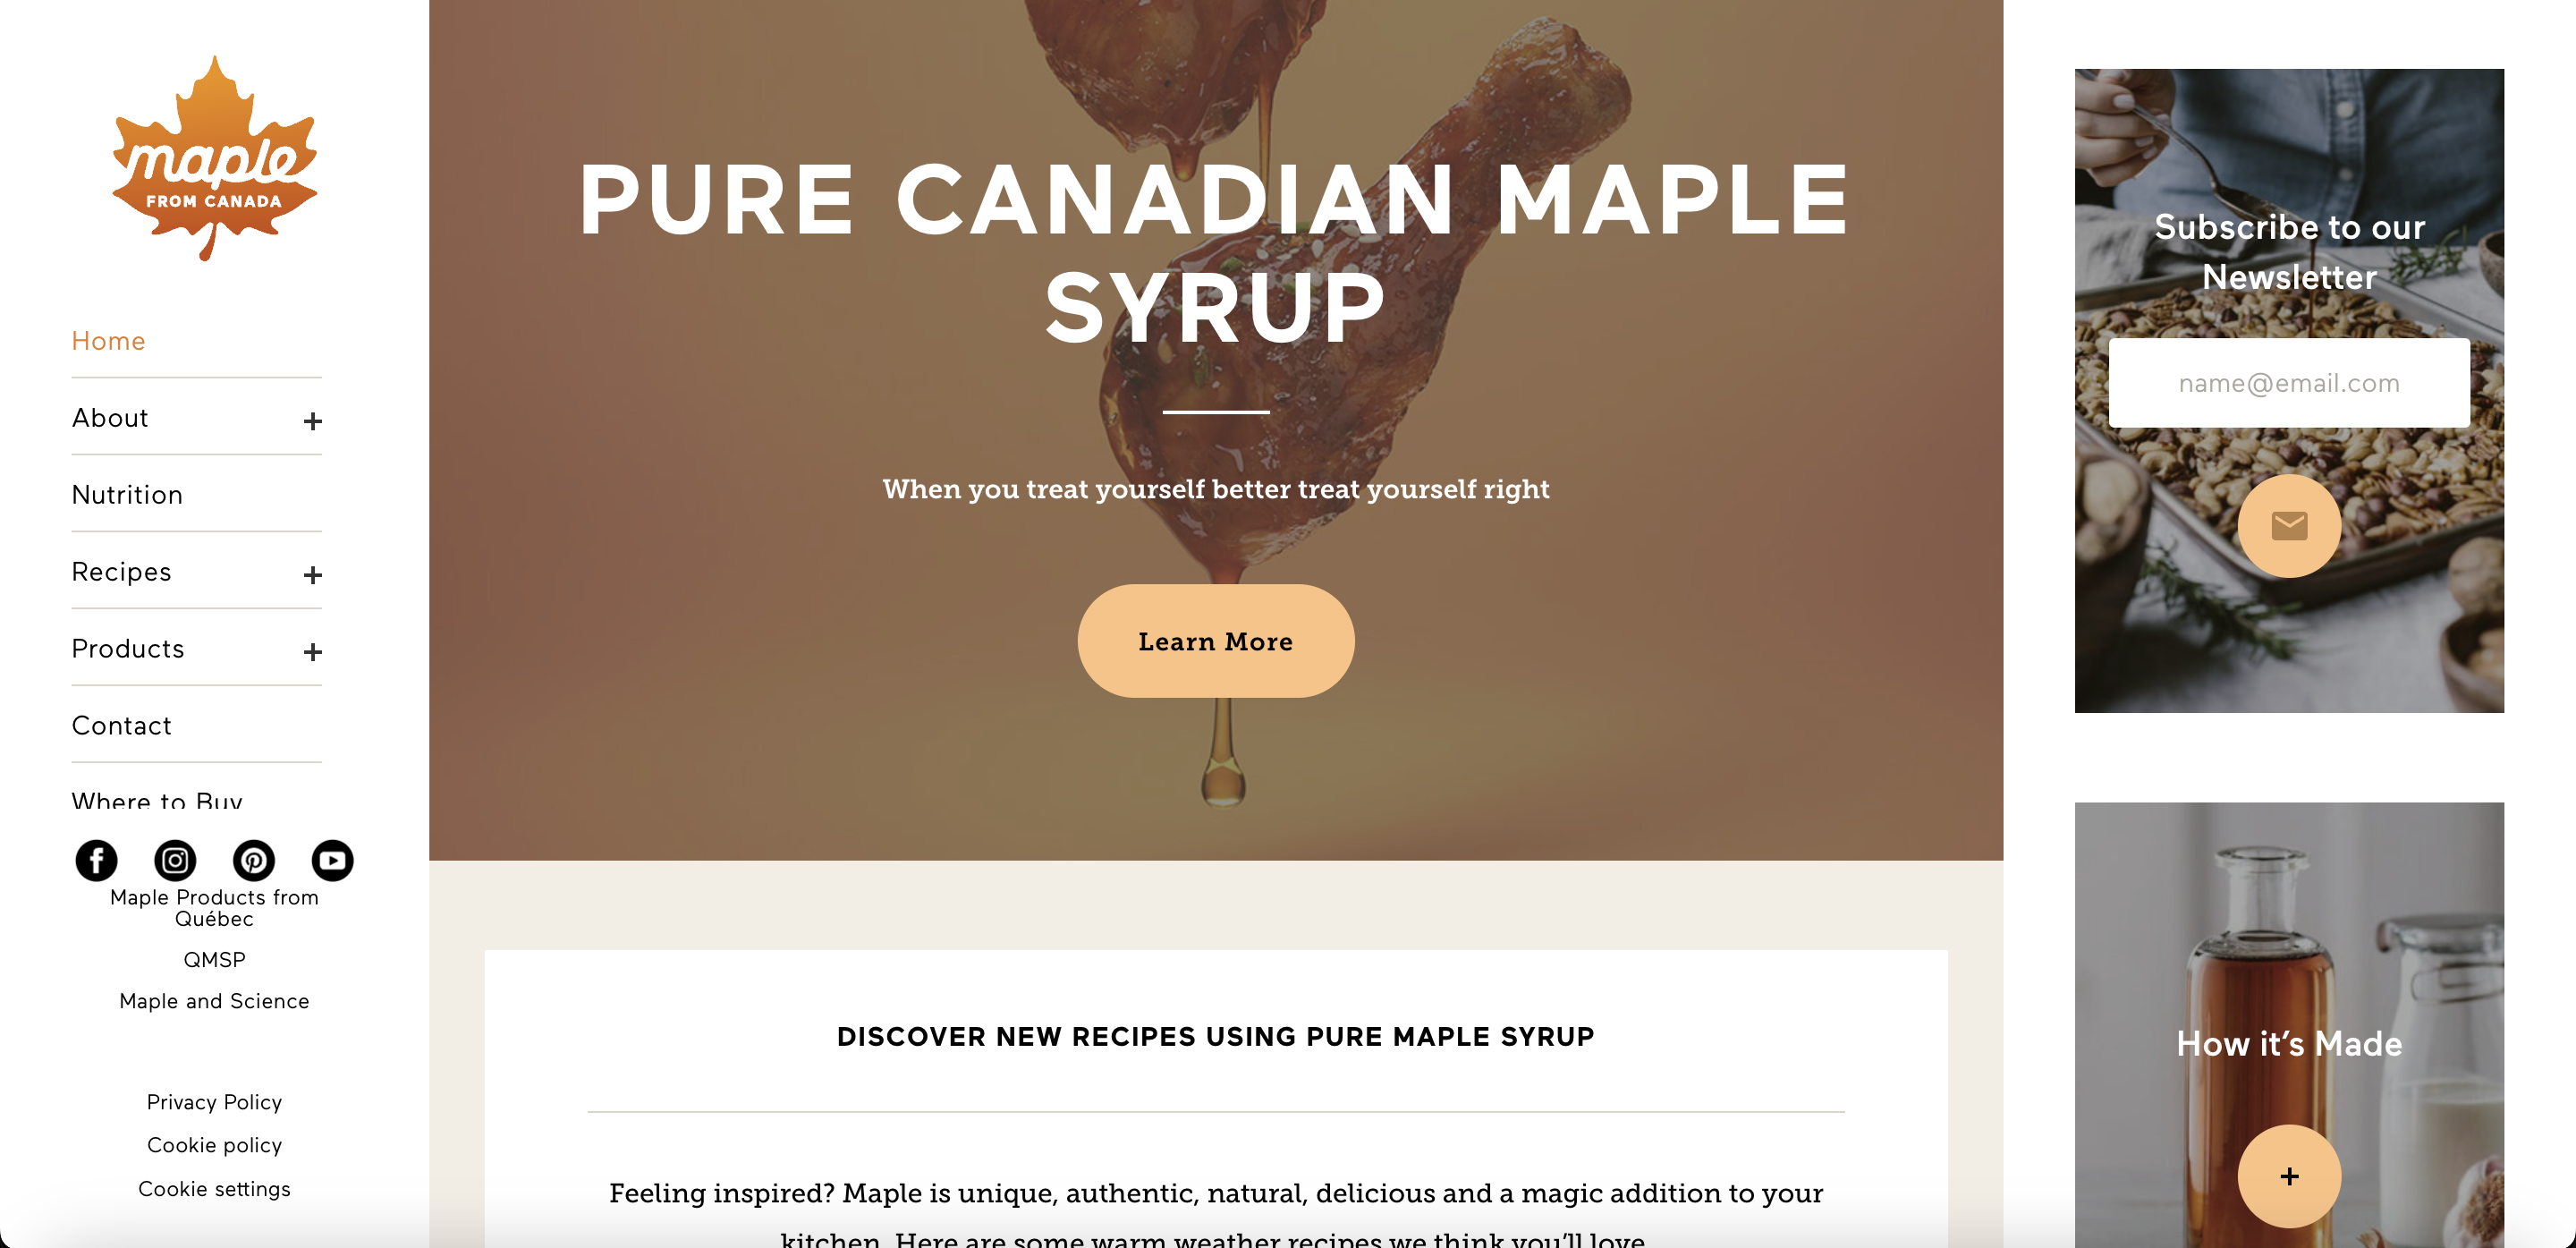 maple
FROM CANADA
Home
About
Nutrition
Recipes
Products
Contact
Where to Buy
Maple Products from
Québec
QMSP
Maple and Science
Privacy Policy
Cookie policy
Cookie settings
PURE CANADIAN MAPLE
SYRUP
When you treat yourself better treat yourself right
Learn More
DISCOVER NEW RECIPES USING PURE MAPLE SYRUP
Feeling inspired? Maple is unique, authentic, natural, delicious and a magic addition to your
kitchen. Here are some warm weather recipes we think you’ll love.
Subscribe to our
Newsletter
name@email.com
How it’s Made